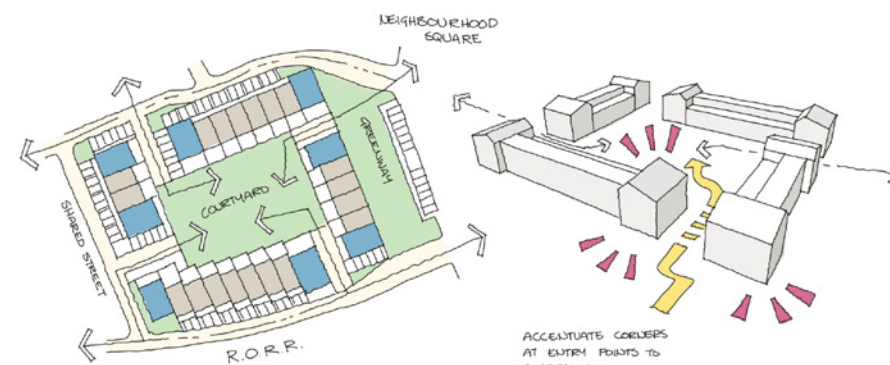 NEIGHBOURHOOD
SQUARE
GREENWAY
COURTYARD
SHARED STREET
R.O.R.R.
ACCENTUATE CORNERS
AT ENTRY POINTS TO